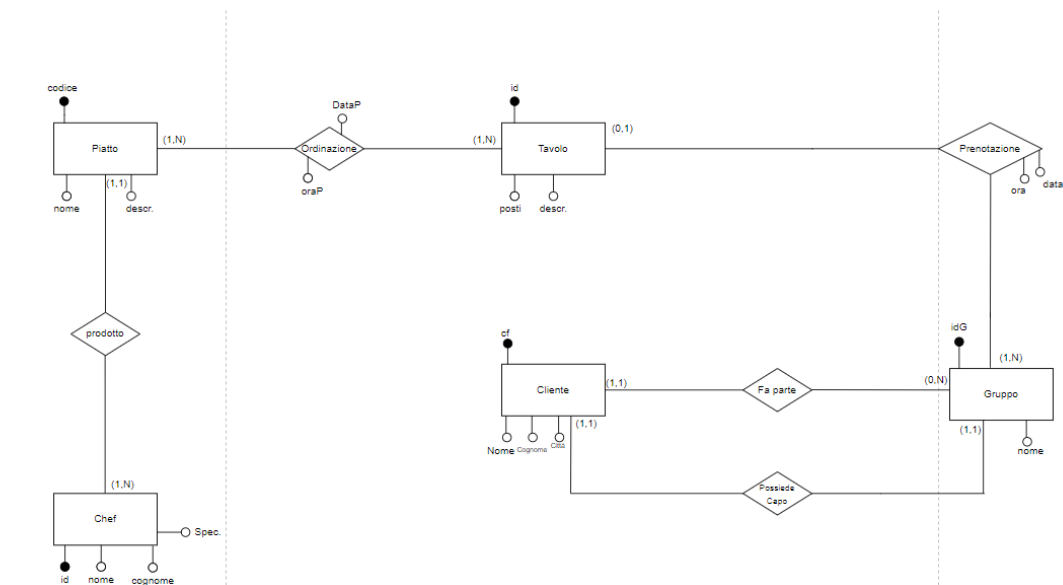 codice
id
DataP
(0,1)
(1,N)
(1,N)
Piatto
Ordinazione
Tavolo
Prenotazione
(1,1)
oraP
ora
data
nome
descr.
posti
descr.
prodotto
cf
idG
(1,N)
(1,1)
(0,N)
Cliente
Fa parte
Gruppo
(1,1)
(1,1)
Nome
Cognome
Città
nome
Possiede
Capo
(1,N)
Chef
Spec.
id
nome
cognome